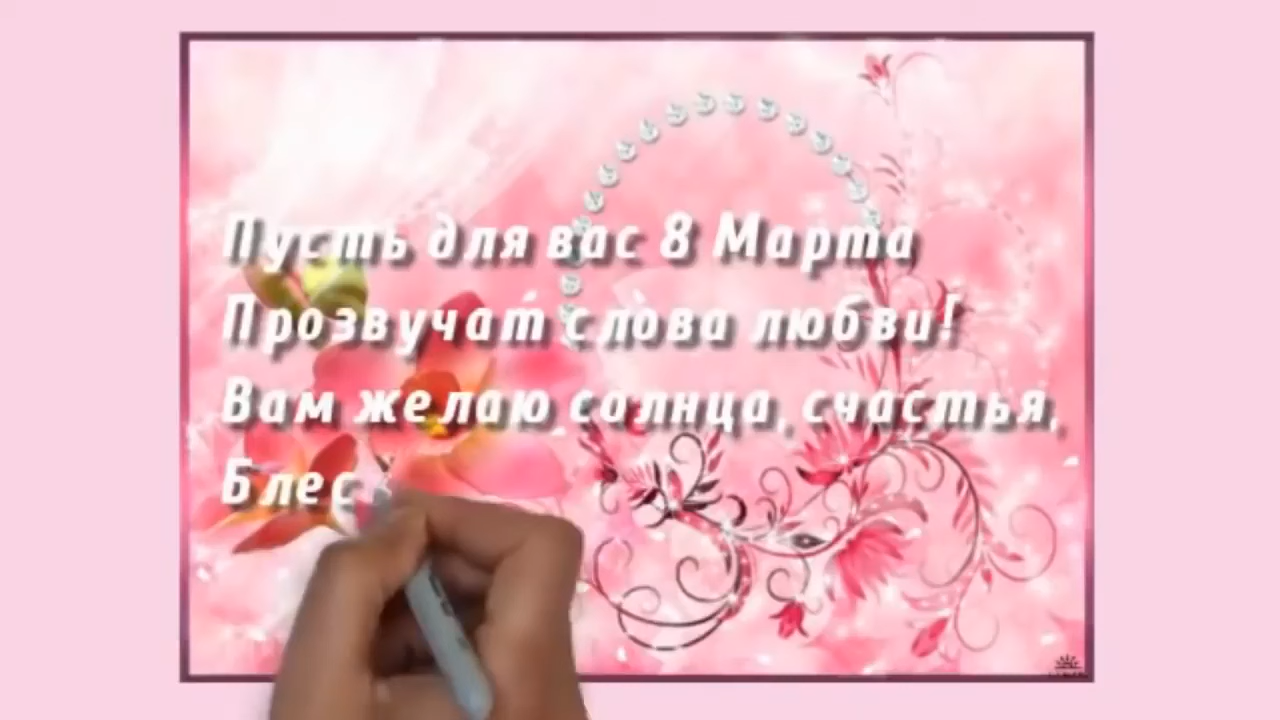 Пусть для вас 8 Марта
Прозвучат слова любви!
Вам желаю солнца, счастья,
Блес